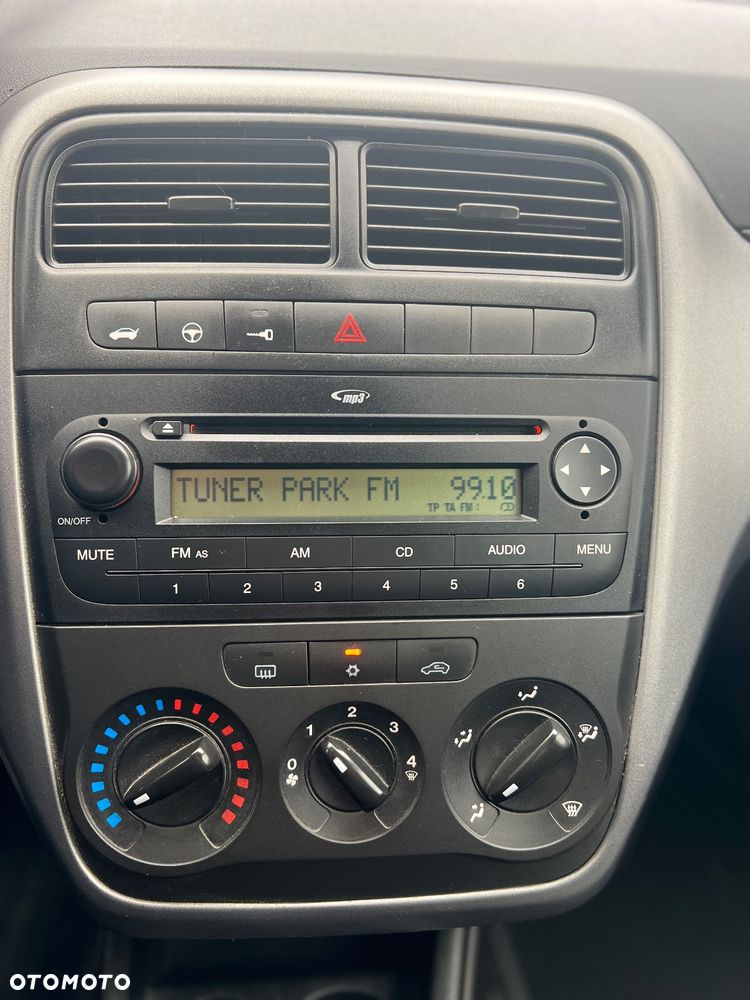 mp3
TUNER PARK FM 99.10
TP TA FM
ON/OFF
MUTE FM AS AM CD AUDIO MENU
1 2 3 4 5 6
0 1 2 3 4
OTOMOTO